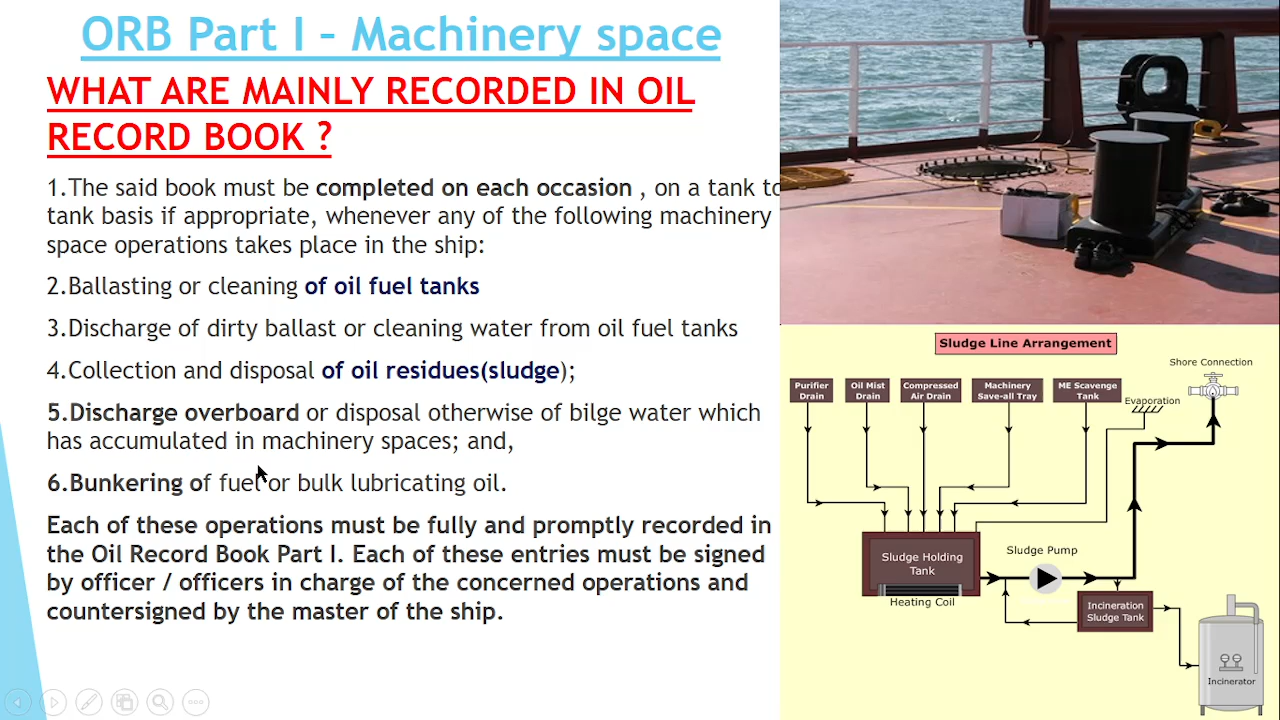 ORB Part I – Machinery space
WHAT ARE MAINLY RECORDED IN OIL
RECORD BOOK ?
1.The said book must be completed on each occasion , on a tank to
tank basis if appropriate, whenever any of the following machinery
space operations takes place in the ship:
2.Ballasting or cleaning of oil fuel tanks
3.Discharge of dirty ballast or cleaning water from oil fuel tanks
4.Collection and disposal of oil residues(sludge);
5.Discharge overboard or disposal otherwise of bilge water which
has accumulated in machinery spaces; and,
6.Bunkering of fuel or bulk lubricating oil.
Each of these operations must be fully and promptly recorded in
the Oil Record Book Part I. Each of these entries must be signed
by officer / officers in charge of the concerned operations and
countersigned by the master of the ship.
Sludge Line Arrangement
Shore Connection
Purifier
Drain
Oil Mist
Drain
Compressed
Air Drain
Machinery
Save-all Tray
ME Scavenge
Tank
Evaporation
Sludge Holding
Tank
Heating Coil
Sludge Pump
Incineration
Sludge Tank
Incinerator